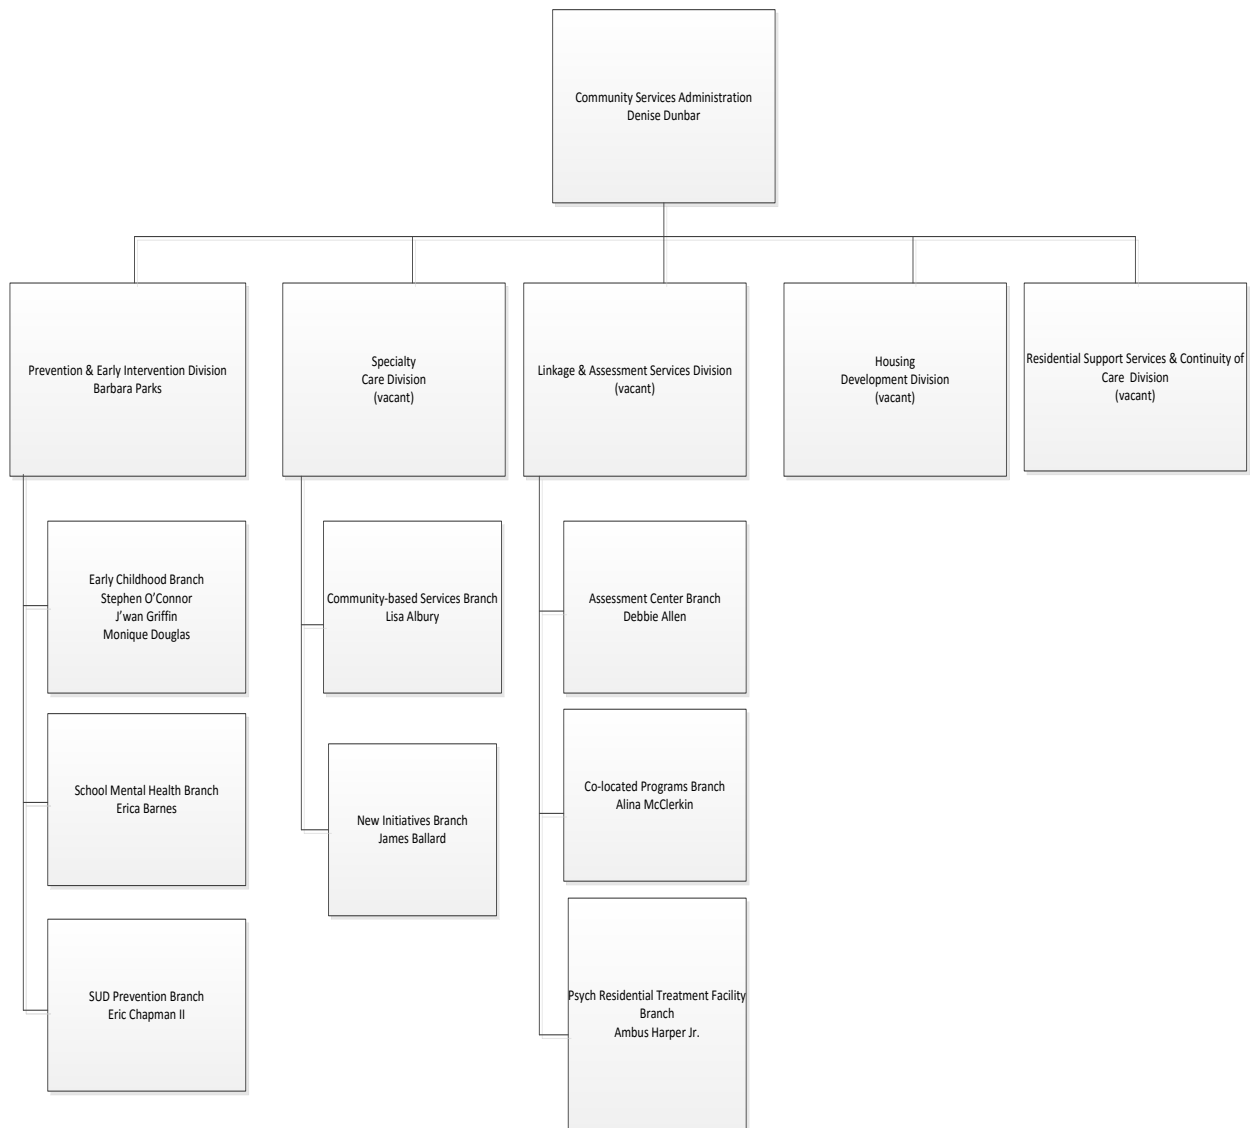 Community Services Administration
Denise Dunbar
Prevention & Early Intervention Division
Barbara Parks
Specialty
Care Division
(vacant)
Linkage & Assessment Services Division
(vacant)
Housing
Development Division
(vacant)
Residential Support Services & Continuity of
Care Division
(vacant)
Early Childhood Branch
Stephen O’Connor
J’wan Griffin
Monique Douglas
School Mental Health Branch
Erica Barnes
SUD Prevention Branch
Eric Chapman II
Community-based Services Branch
Lisa Albury
New Initiatives Branch
James Ballard
Assessment Center Branch
Debbie Allen
Co-located Programs Branch
Alina McClerkin
Psych Residential Treatment Facility
Branch
Ambus Harper Jr.